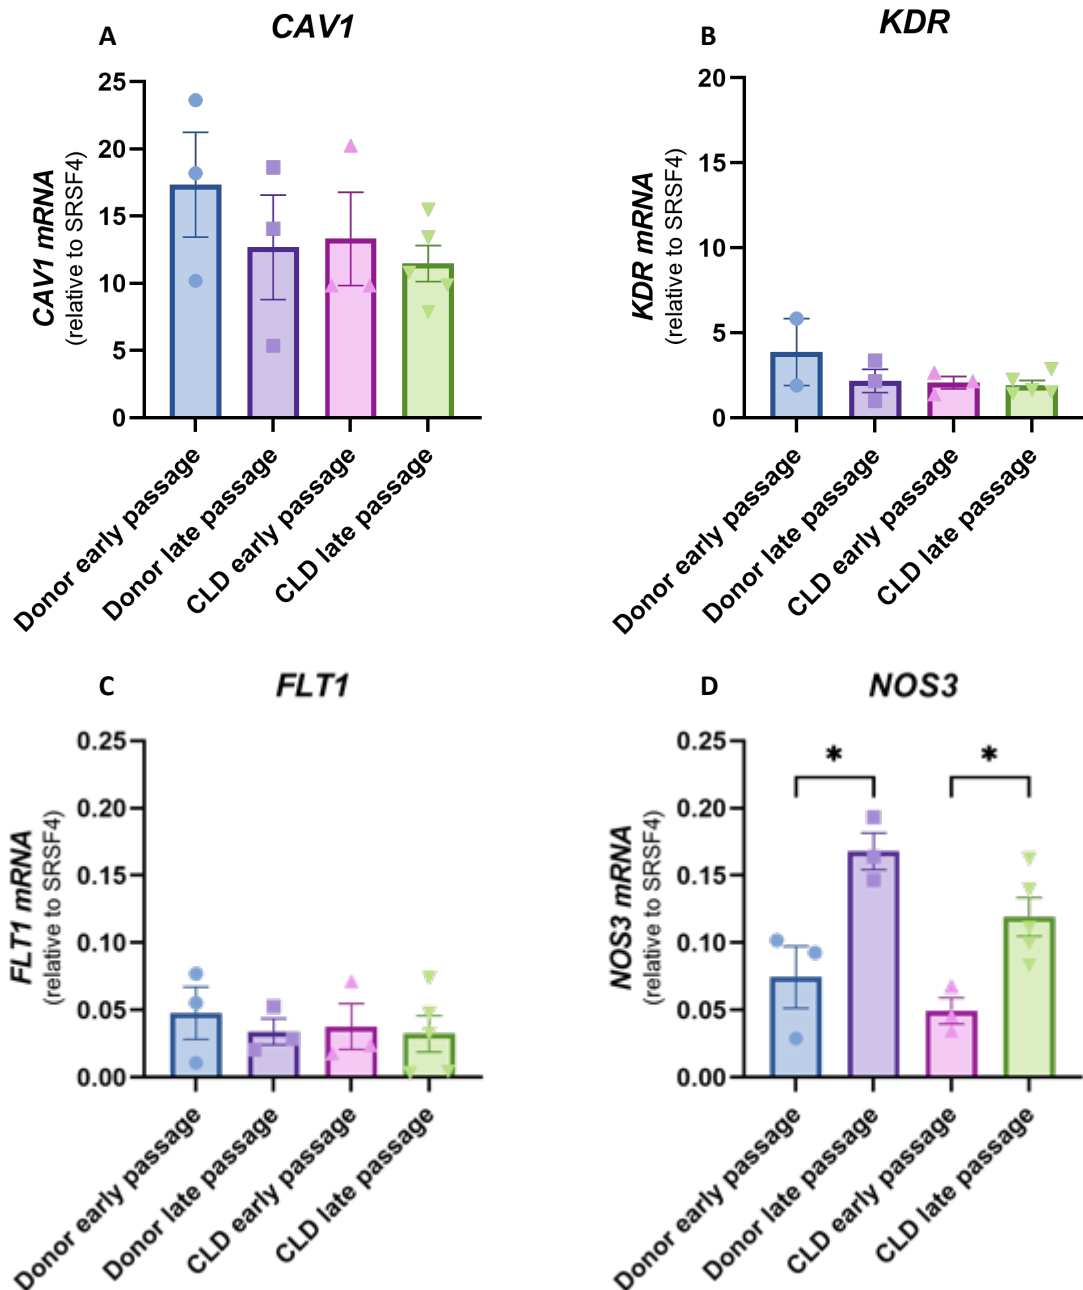 A
CAV1
CAV1 mRNA
(relative to SRSF4)
25
20
15
10
5
0
Donor early passage
Donor late passage
CLD early passage
CLD late passage
B
KDR
KDR mRNA
(relative to SRSF4)
20
15
10
5
0
Donor early passage
Donor late passage
CLD early passage
CLD late passage
C
FLT1
FLT1 mRNA
(relative to SRSF4)
0.25
0.20
0.15
0.10
0.05
0.00
Donor early passage
Donor late passage
CLD early passage
CLD late passage
D
NOS3
NOS3 mRNA
(relative to SRSF4)
0.25
0.20
0.15
0.10
0.05
0.00
* *
Donor early passage
Donor late passage
CLD early passage
CLD late passage